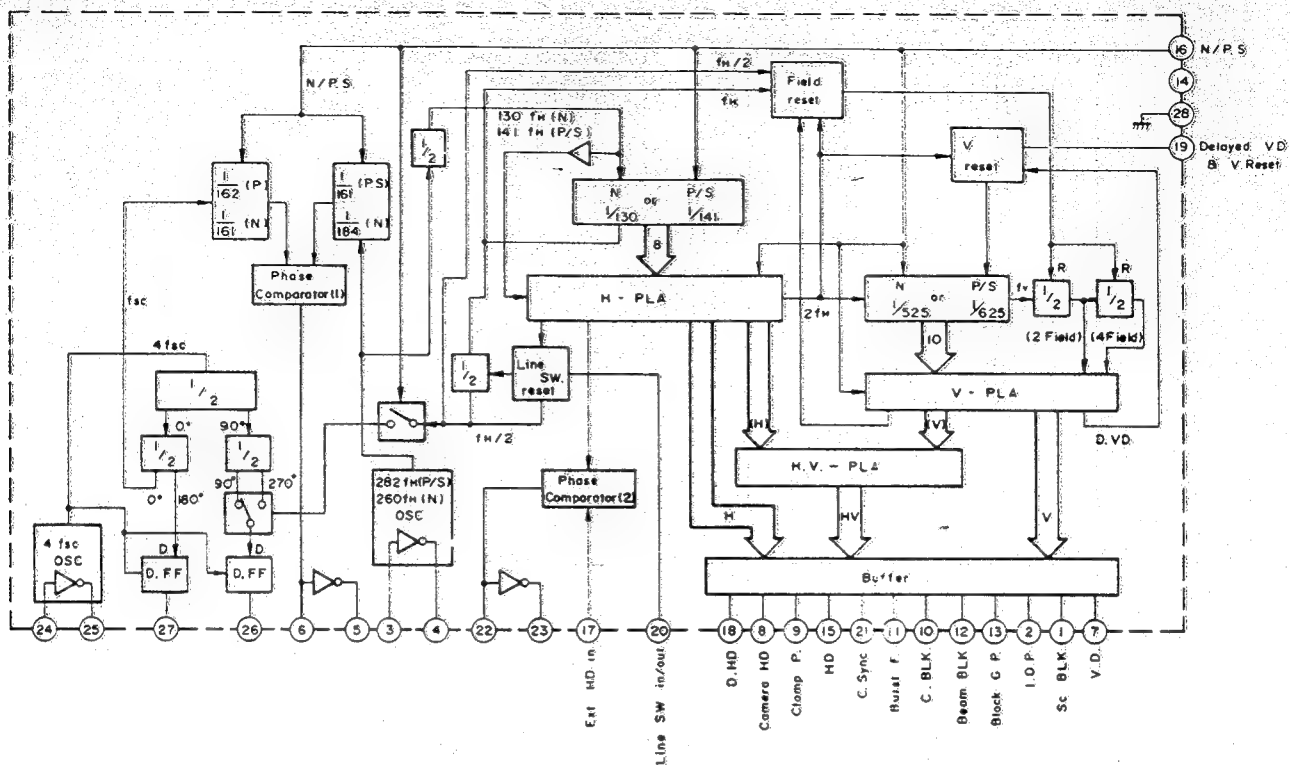 16 N/P.S
14
28
19 Delayed VD
& V.Reset
N/P.S
fH/2
fH
Field
reset
V.
reset
130 fH (N)
141 fH (P/S)
1/2
1/162 (P)
1/161 (N)
1/161 (P.S)
1/184 (N)
N or P/S
1/130 1/141
8
Phase
Comparator(1)
fsc
H - PLA
2fH
N or P/S
1/525 1/625
fV
R
1/2
R
1/2
(2 Field) (4 Field)
10
4 fsc
1/2
0° 90°
1/2
1/2
0° 180°
90° 270°
1/2
Line
SW.
reset
fH/2
V - PLA
D.VD.
(H)
(V)
H.V. - PLA
282 fH(P/S)
260 fH(N)
OSC
Phase
Comparator(2)
H
HV
V
4 fsc
OSC
D.
D. FF
D.
D. FF
Buffer
24
25
27
26
6
5
3
4
22
23
17
20
18
8
9
15
21
11
10
12
13
2
1
7
Ext HD in
Line SW in/out
D.HD
Camera HD
Clamp P.
HD
C.Sync
Burst F.
C. BLK
Beam BLK
Block G P.
I.D.P.
Sc BLK
V.D.